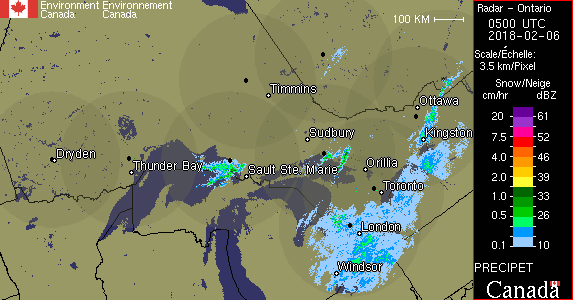 Environment Environnement
Canada Canada
100 KM
Timmins
Ottawa
Sudbury
Kingston
Dryden
Thunder Bay
Sault Ste. Marie
Orillia
Toronto
London
Windsor
Radar - Ontario
0500 UTC
2018-02-06
Scale/Échelle:
3.5 km/Pixel
Snow/Neige
cm/hr dBZ
20 61
7.5 52
4.0 46
2.0 39
1.0 33
0.5 26
0.1 10
PRECIPET
Canada